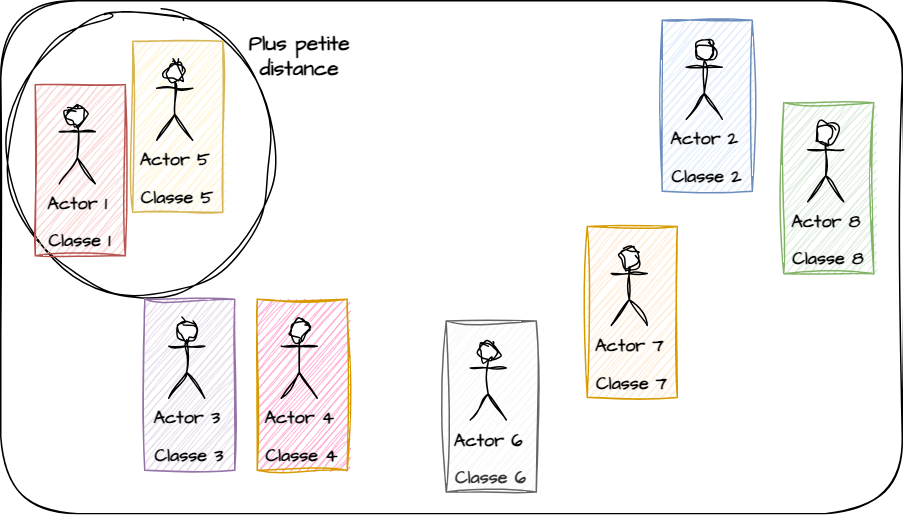 Plus petite
distance
Actor 1
Classe 1
Actor 5
Classe 5
Actor 2
Classe 2
Actor 8
Classe 8
Actor 3
Classe 3
Actor 4
Classe 4
Actor 6
Classe 6
Actor 7
Classe 7